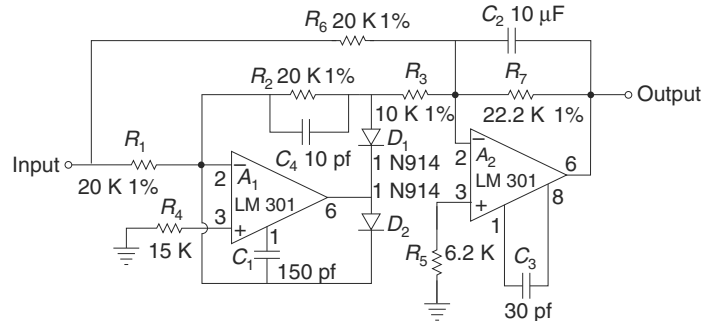 R6 20 K 1%
C2 10 μF
R2 20 K 1%
R3
R7
10 K 1%
22.2 K 1%
Output
Input
R1
20 K 1%
C4 10 pf
D1
1 N914
1 N914
D2
2
−
A1
LM 301
6
3
+
1
R4
15 K
C1
150 pf
2
−
A2
LM 301
6
8
3
+
1
R5
6.2 K
C3
30 pf